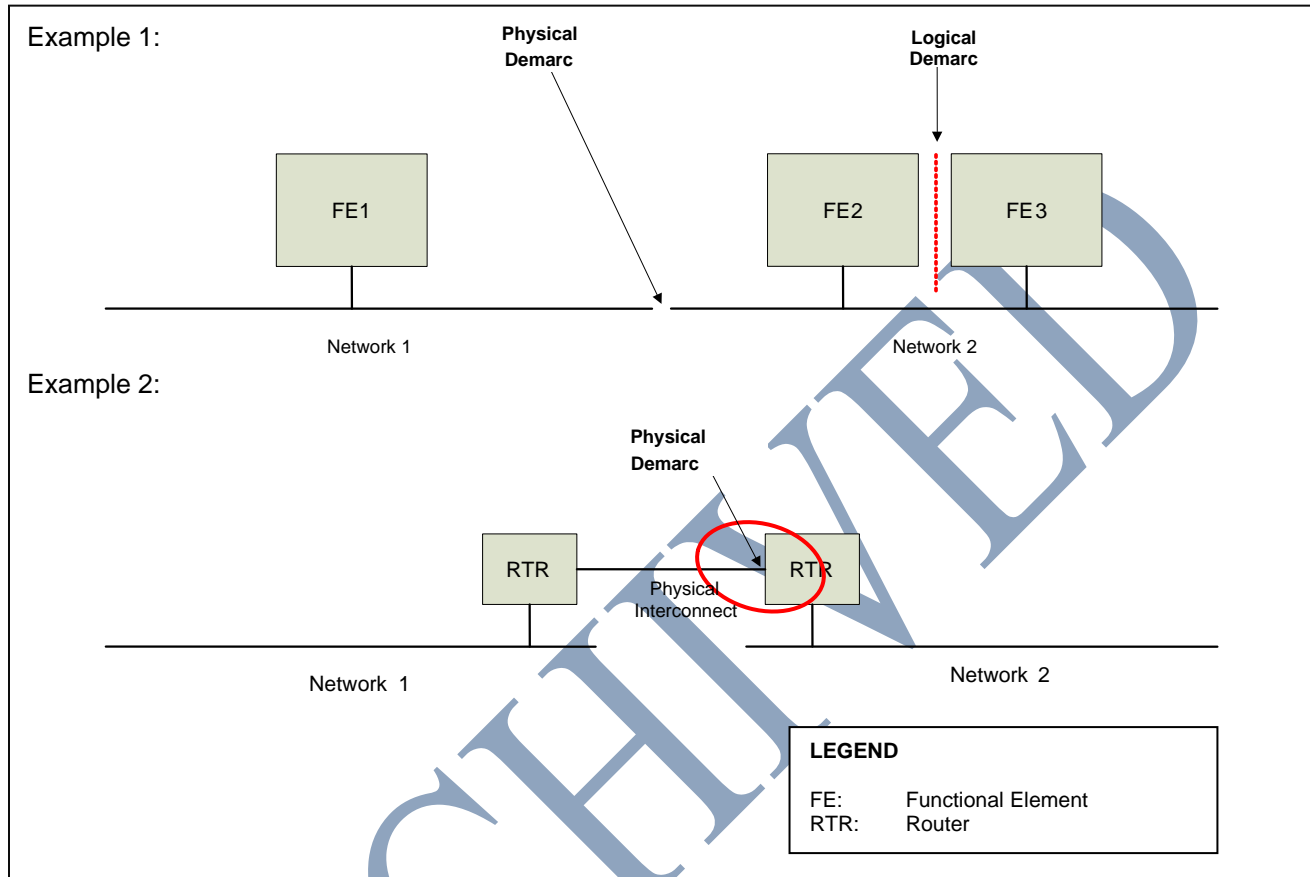 Example 1:
Physical
Demarc
Logical
Demarc
FE1
FE2
FE3
Network 1
Network 2
Example 2:
Physical
Demarc
RTR
RTR
Physical
Interconnect
Network 1
Network 2
LEGEND
FE: Functional Element
RTR: Router
CHIVED